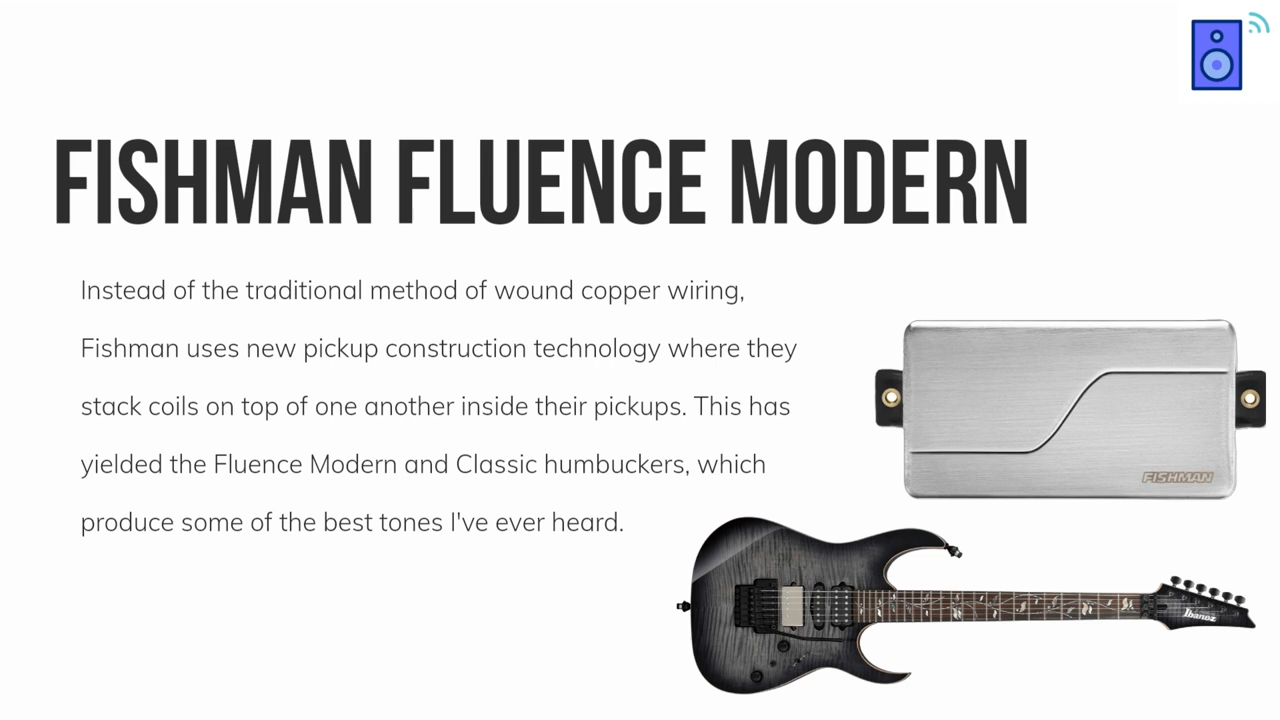 FISHMAN FLUENCE MODERN
Instead of the traditional method of wound copper wiring,
Fishman uses new pickup construction technology where they
stack coils on top of one another inside their pickups. This has
yielded the Fluence Modern and Classic humbuckers, which
produce some of the best tones I've ever heard.
FISHMAN
Ibanez